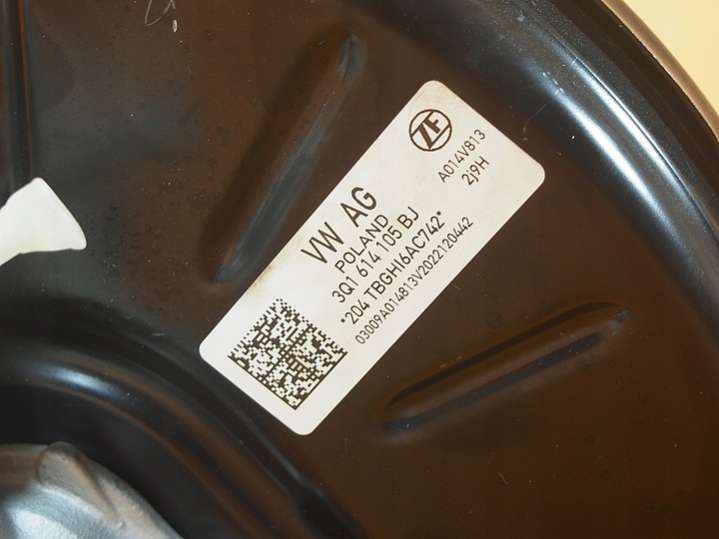 ZF
A014V813
2j9H
VW AG
POLAND
3Q1 614 105 BJ
*204 TBGHI6AC742*
03009A014813V2022120442